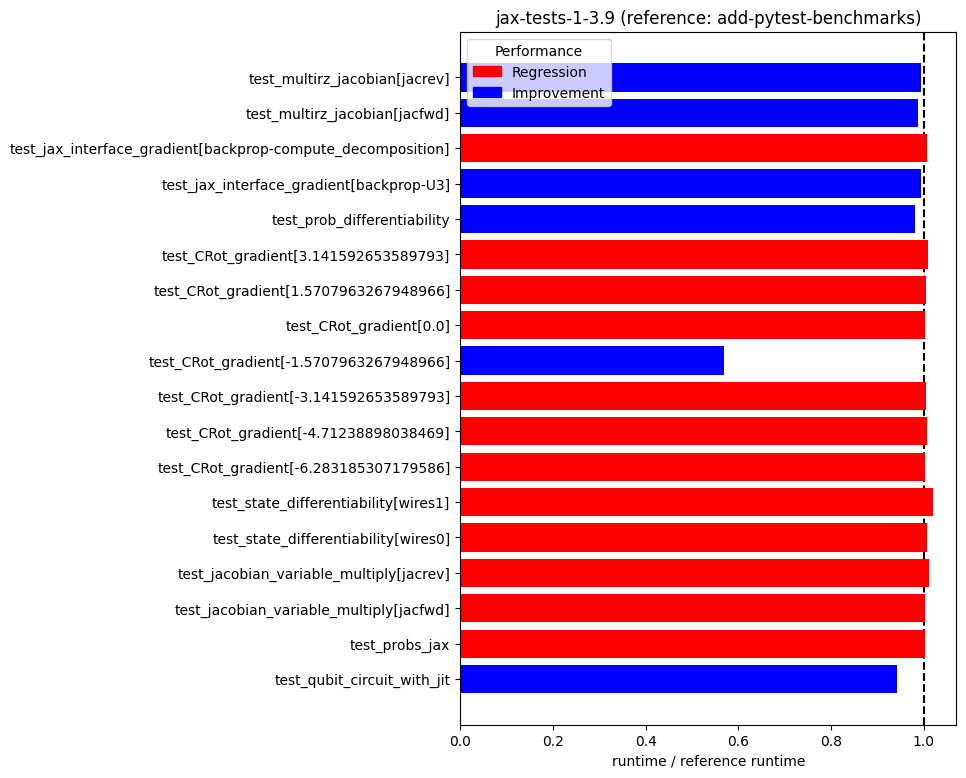 jax-tests-1-3.9 (reference: add-pytest-benchmarks)
Performance
Regression
Improvement
test_multirz_jacobian[jacrev]
test_multirz_jacobian[jacfwd]
test_jax_interface_gradient[backprop-compute_decomposition]
test_jax_interface_gradient[backprop-U3]
test_prob_differentiability
test_CRot_gradient[3.141592653589793]
test_CRot_gradient[1.5707963267948966]
test_CRot_gradient[0.0]
test_CRot_gradient[-1.5707963267948966]
test_CRot_gradient[-3.141592653589793]
test_CRot_gradient[-4.71238898038469]
test_CRot_gradient[-6.283185307179586]
test_state_differentiability[wires1]
test_state_differentiability[wires0]
test_jacobian_variable_multiply[jacrev]
test_jacobian_variable_multiply[jacfwd]
test_probs_jax
test_qubit_circuit_with_jit
0.0 0.2 0.4 0.6 0.8 1.0
runtime / reference runtime